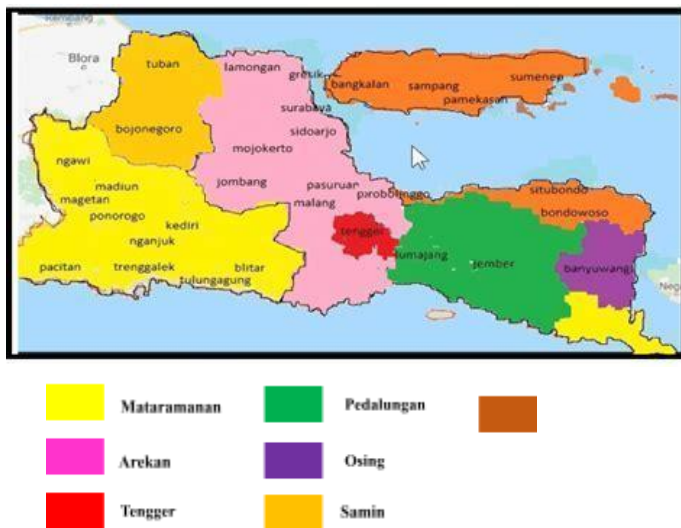 Rembang
Blora
tuban
lamongan
gresik
bangkalan
sampang
sumenep
pamekasan
surabaya
sidoarjo
bojonegoro
mojokerto
ngawi
jombang
pasuruan
probolinggo
situbondo
madiun
magetan
malang
bondowoso
ponorogo
kediri
tengger
nganjuk
lumajang
jember
banyuwangi
pacitan
trenggalek
blitar
tulungagung
Nega
Mataramanan
Pedalungan
Arekan
Osing
Tengger
Samin